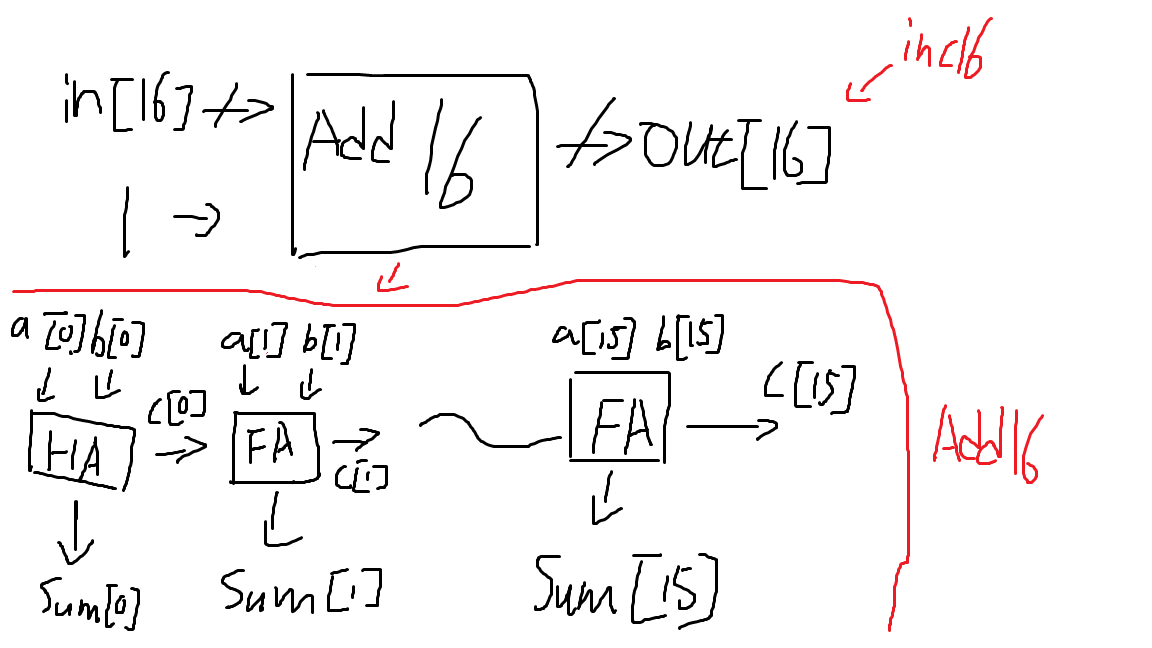 inc16
in[16] Add 16 out[16]
1
a[0] b[0] a[1] b[1] a[15] b[15]
c[0] c[15]
HA FA FA Add16
c[1]
Sum[0] Sum[1] Sum[15]